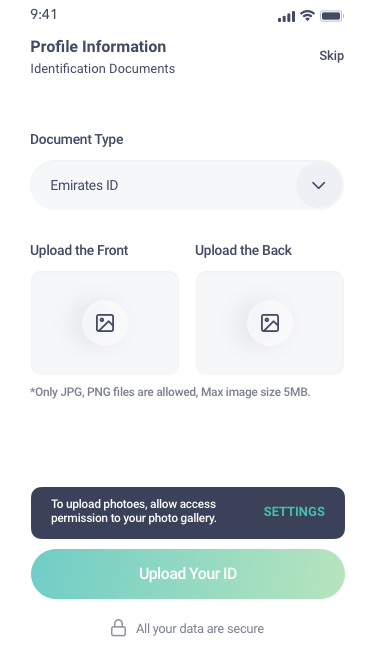 9:41
Profile Information
Skip
Identification Documents
Document Type
Emirates ID
Upload the Front
Upload the Back
*Only JPG, PNG files are allowed, Max image size 5MB.
To upload photoes, allow access
permission to your photo gallery.
SETTINGS
Upload Your ID
All your data are secure